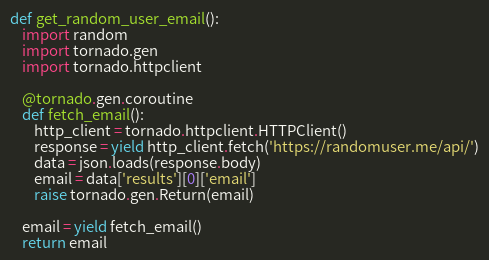 def get_random_user_email():
import random
import tornado.gen
import tornado.httpclient
@tornado.gen.coroutine
def fetch_email():
http_client = tornado.httpclient.HTTPClient()
response = yield http_client.fetch('https://randomuser.me/api/')
data = json.loads(response.body)
email = data['results'][0]['email']
raise tornado.gen.Return(email)
email = yield fetch_email()
return email